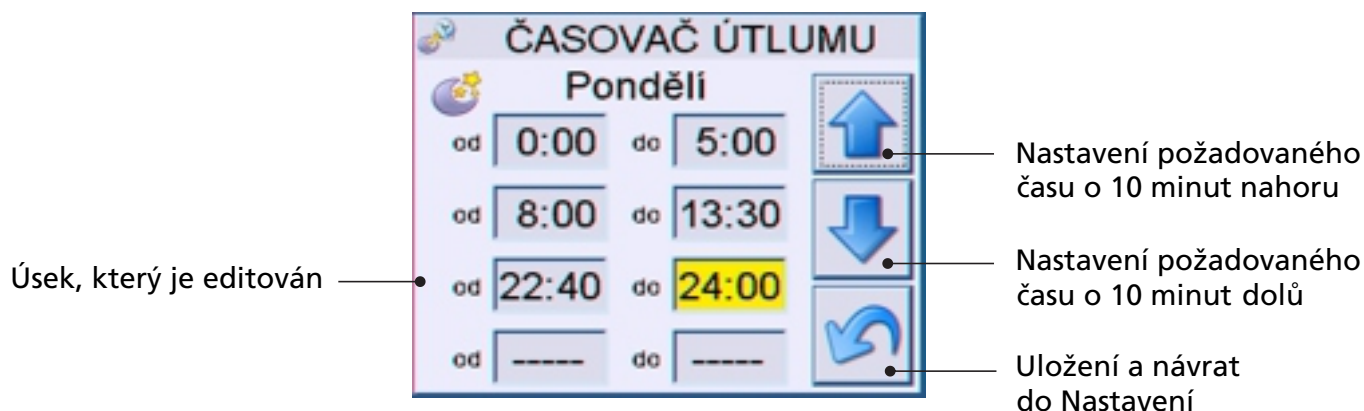 ČASOVAČ ÚTLUMU
Pondělí
od 0:00 do 5:00
od 8:00 do 13:30
od 22:40 do 24:00
od ----- do -----
Úsek, který je editován
Nastavení požadovaného
času o 10 minut nahoru
Nastavení požadovaného
času o 10 minut dolů
Uložení a návrat
do Nastavení